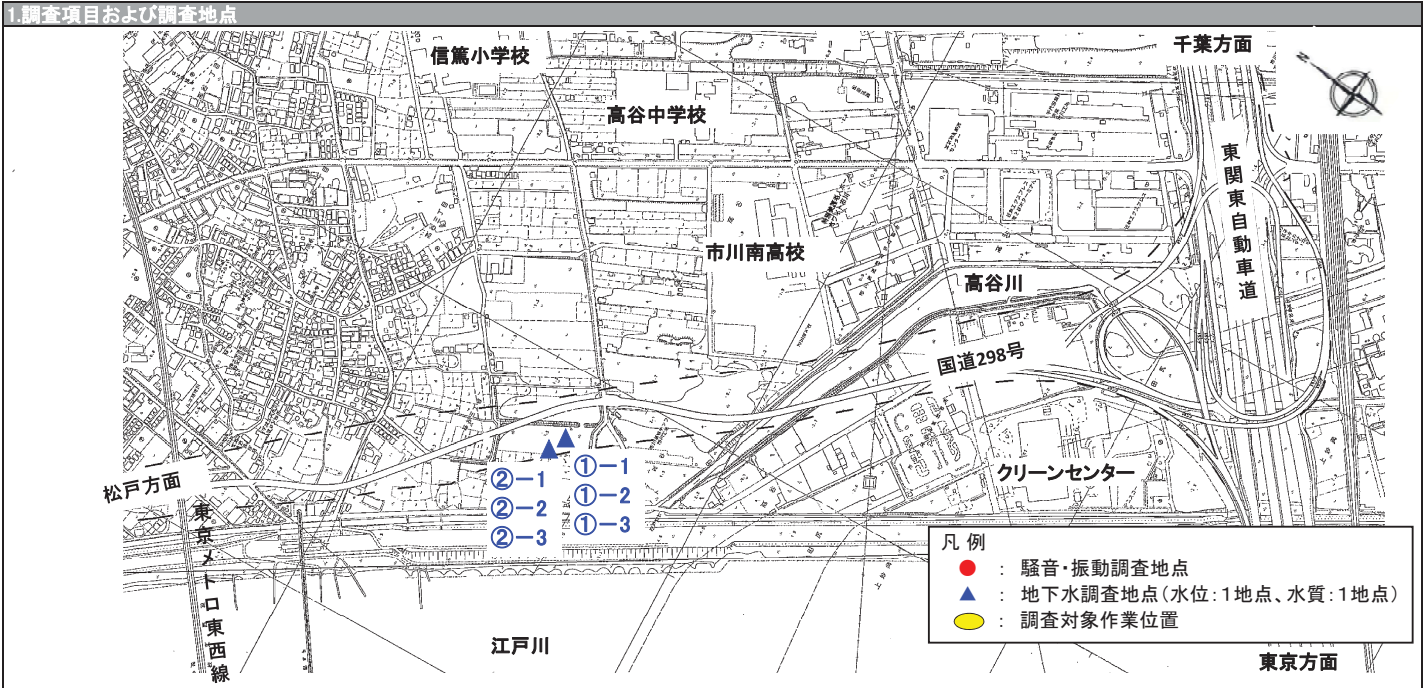 1.調査項目および調査地点
信篤小学校
千葉方面
高谷中学校
東関東自動車道
市川南高校
高谷川
国道298号
クリーンセンター
松戸方面
②-1
②-2
②-3
①-1
①-2
①-3
東京メトロ東西線
江戸川
東京方面
凡例
● : 騒音・振動調査地点
▲ : 地下水調査地点(水位:1地点、水質:1地点)
: 調査対象作業位置